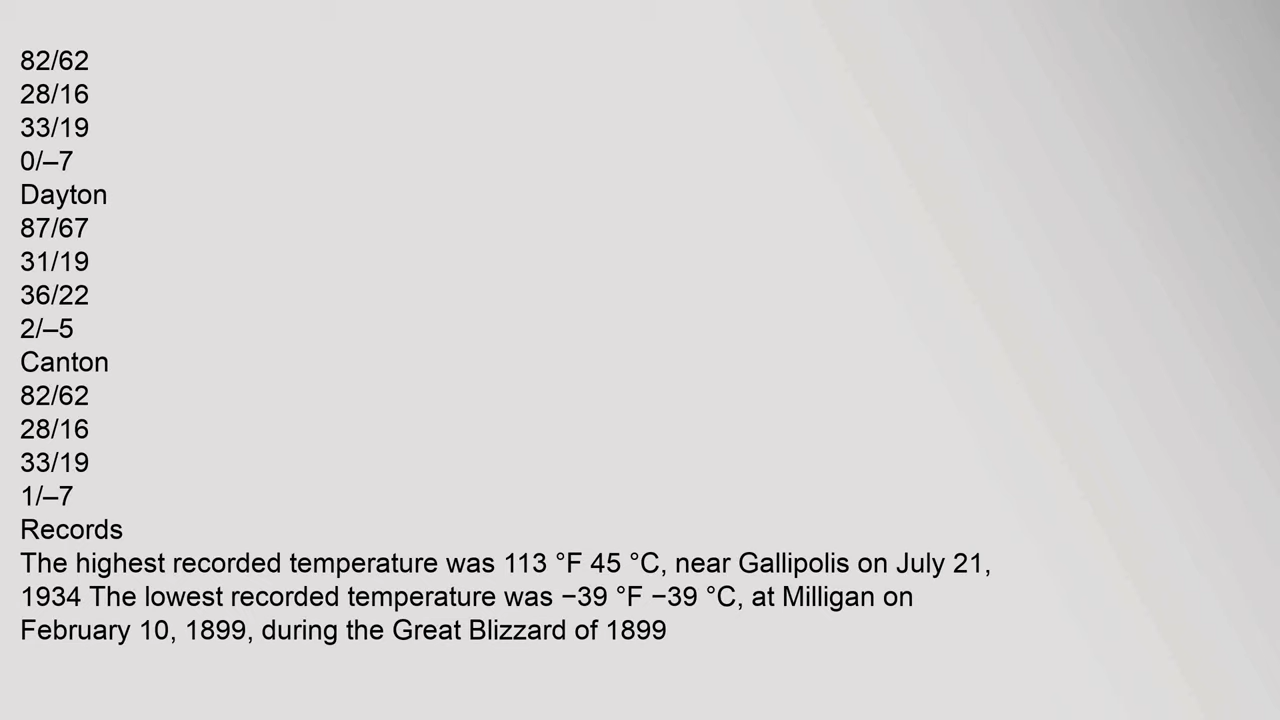 82/62
28/16
33/19
0/–7
Dayton
87/67
31/19
36/22
2/–5
Canton
82/62
28/16
33/19
1/–7
Records
The highest recorded temperature was 113 °F 45 °C, near Gallipolis on July 21,
1934 The lowest recorded temperature was −39 °F −39 °C, at Milligan on
February 10, 1899, during the Great Blizzard of 1899